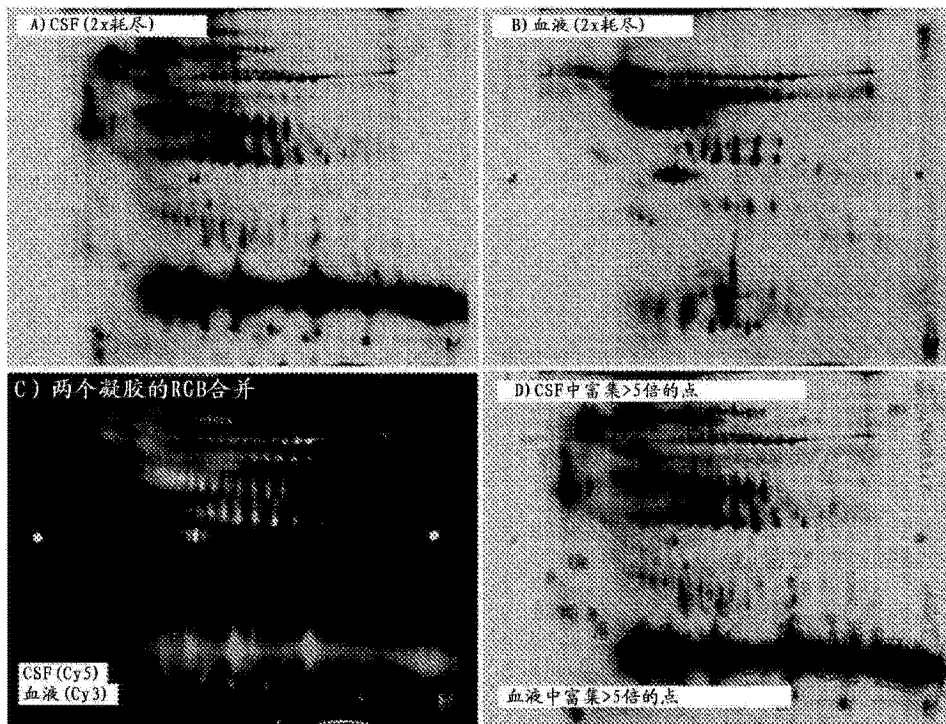 A)CSF(2x耗尽)
B)血液(2x耗尽)
C)两个凝胶的RGB合并
CSF(Cy5)
血液(Cy3)
D)CSF中富集>5倍的点
血液中富集>5倍的点